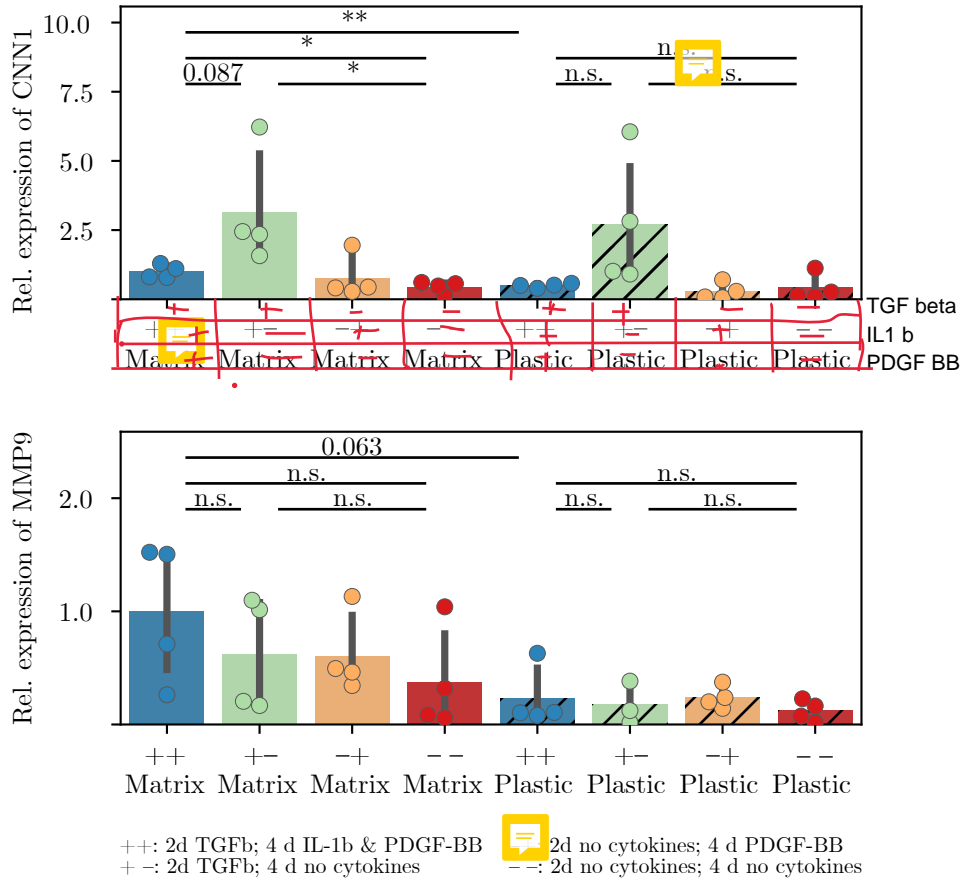 Rel. expression of CNN1
10.0
7.5
5.0
2.5
**
*
n.s.
0.087
*
n.s.
n.s.
TGF beta
+ − − + − + + + − − + − −
IL1 b
Matrix Matrix Matrix Matrix Plastic Plastic Plastic Plastic
PDGF BB
Rel. expression of MMP9
2.0
1.0
0.063
n.s.
n.s.
n.s.
n.s.
n.s.
n.s.
++ +− −+ −− ++ +− −+ −−
Matrix Matrix Matrix Matrix Plastic Plastic Plastic Plastic
++: 2d TGFb; 4 d IL-1b & PDGF-BB
2d no cytokines; 4 d PDGF-BB
+−: 2d TGFb; 4 d no cytokines
−−: 2d no cytokines; 4 d no cytokines